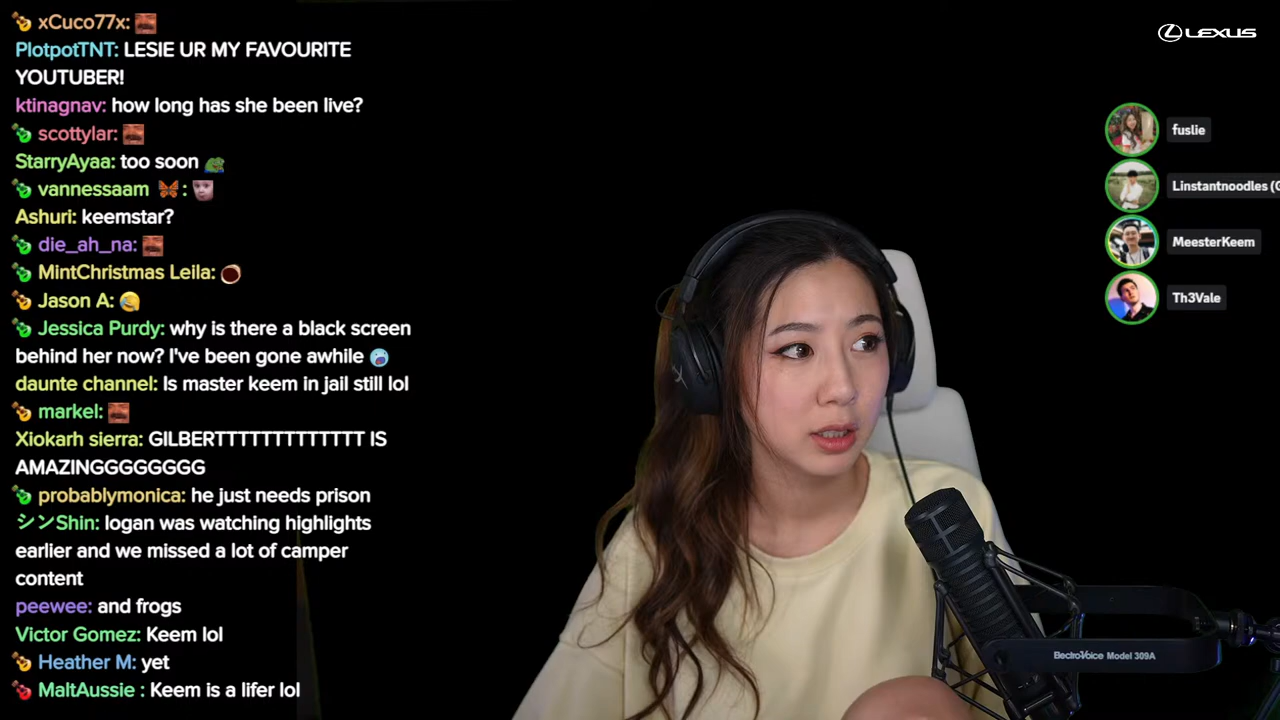 xCuco77x:
PlotpotTNT: LESIE UR MY FAVOURITE
YOUTUBER!
ktinagnav: how long has she been live?
scottylar:
StarryAyaa: too soon
vannessaam :
Ashuri: keemstar?
die_ah_na:
MintChristmas Leila:
Jason A:
Jessica Purdy: why is there a black screen
behind her now? I've been gone awhile
daunte channel: Is master keem in jail still lol
markel:
Xiokarh sierra: GILBERTTTTTTTTTTTTT IS
AMAZINGGGGGGGG
probablymonica: he just needs prison
シンShin: logan was watching highlights
earlier and we missed a lot of camper
content
peewee: and frogs
Victor Gomez: Keem lol
Heather M: yet
MaltAussie : Keem is a lifer lol
LEXUS
fuslie
Linstantnoodles (
MeesterKeem
Th3Vale
ElectroVoice Model 309A